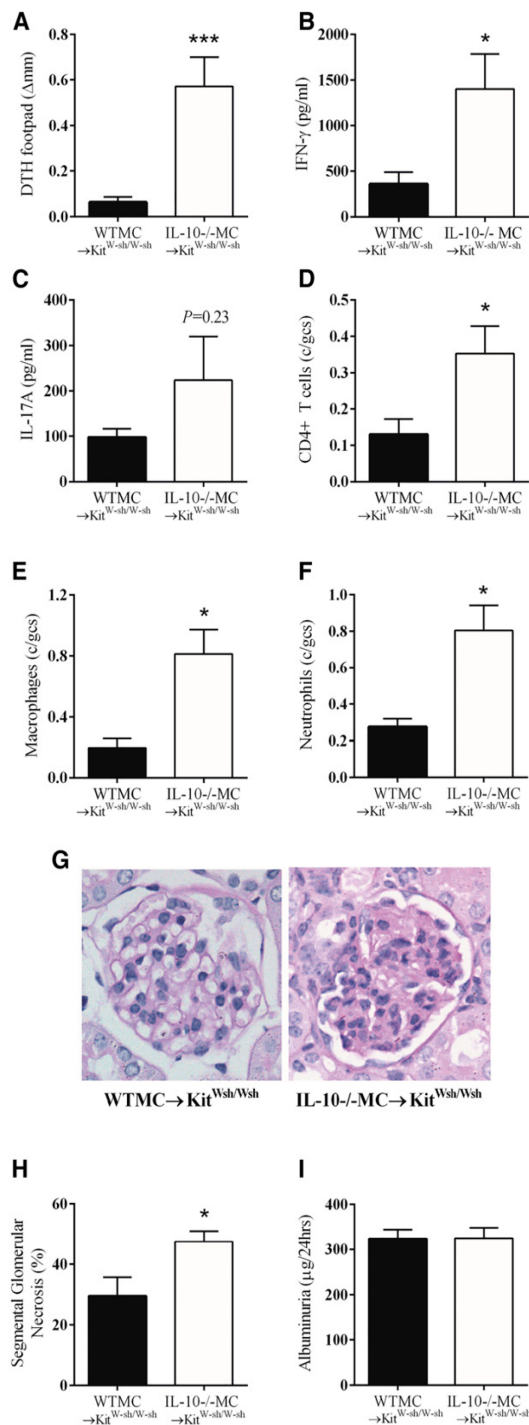 A
DTH footpad (Δmm)
0.8
0.6
0.4
0.2
0.0
***
WTMC IL-10-/-MC
→Kit^W-sh/W-sh →Kit^W-sh/W-sh
B
IFN-γ (pg/ml)
2000
1500
1000
500
0
*
WTMC IL-10-/- MC
→Kit^W-sh/W-sh →Kit^W-sh/W-sh
C
IL-17A (pg/ml)
400
300
200
100
0
P=0.23
WTMC IL-10-/-MC
→Kit^W-sh/W-sh →Kit^W-sh/W-sh
D
CD4+ T cells (c/gcs)
0.5
0.4
0.3
0.2
0.1
0.0
*
WTMC IL-10-/-MC
→Kit^W-sh/W-sh →Kit^W-sh/W-sh
E
Macrophages (c/gcs)
1.2
0.8
0.4
0.0
*
WTMC IL-10-/-MC
→Kit^W-sh/W-sh →Kit^W-sh/W-sh
F
Neutrophils (c/gcs)
1.0
0.8
0.6
0.4
0.2
0.0
*
WTMC IL-10-/-MC
→Kit^W-sh/W-sh →Kit^W-sh/W-sh
G
WTMC→Kit^Wsh/Wsh IL-10-/-MC→Kit^Wsh/Wsh
H
Segmental Glomerular
Necrosis (%)
60
40
20
0
*
WTMC IL-10-/-MC
→Kit^W-sh/W-sh →Kit^W-sh/W-sh
I
Albuminuria (μg/24hrs)
400
300
200
100
0
WTMC IL-10-/-MC
→Kit^W-sh/W-sh →Kit^W-sh/W-sh